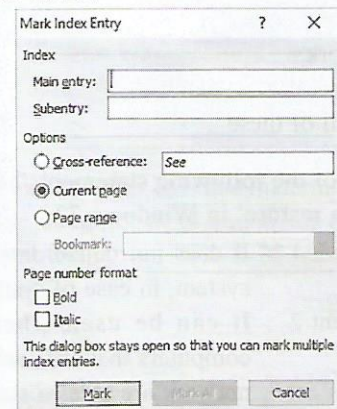 Mark Index Entry ? ×
Index
Main entry:
Subentry:
Options
Cross-reference: See
Current page
Page range
Bookmark:
Page number format
Bold
Italic
This dialog box stays open so that you can mark multiple
index entries.
Mark Cancel